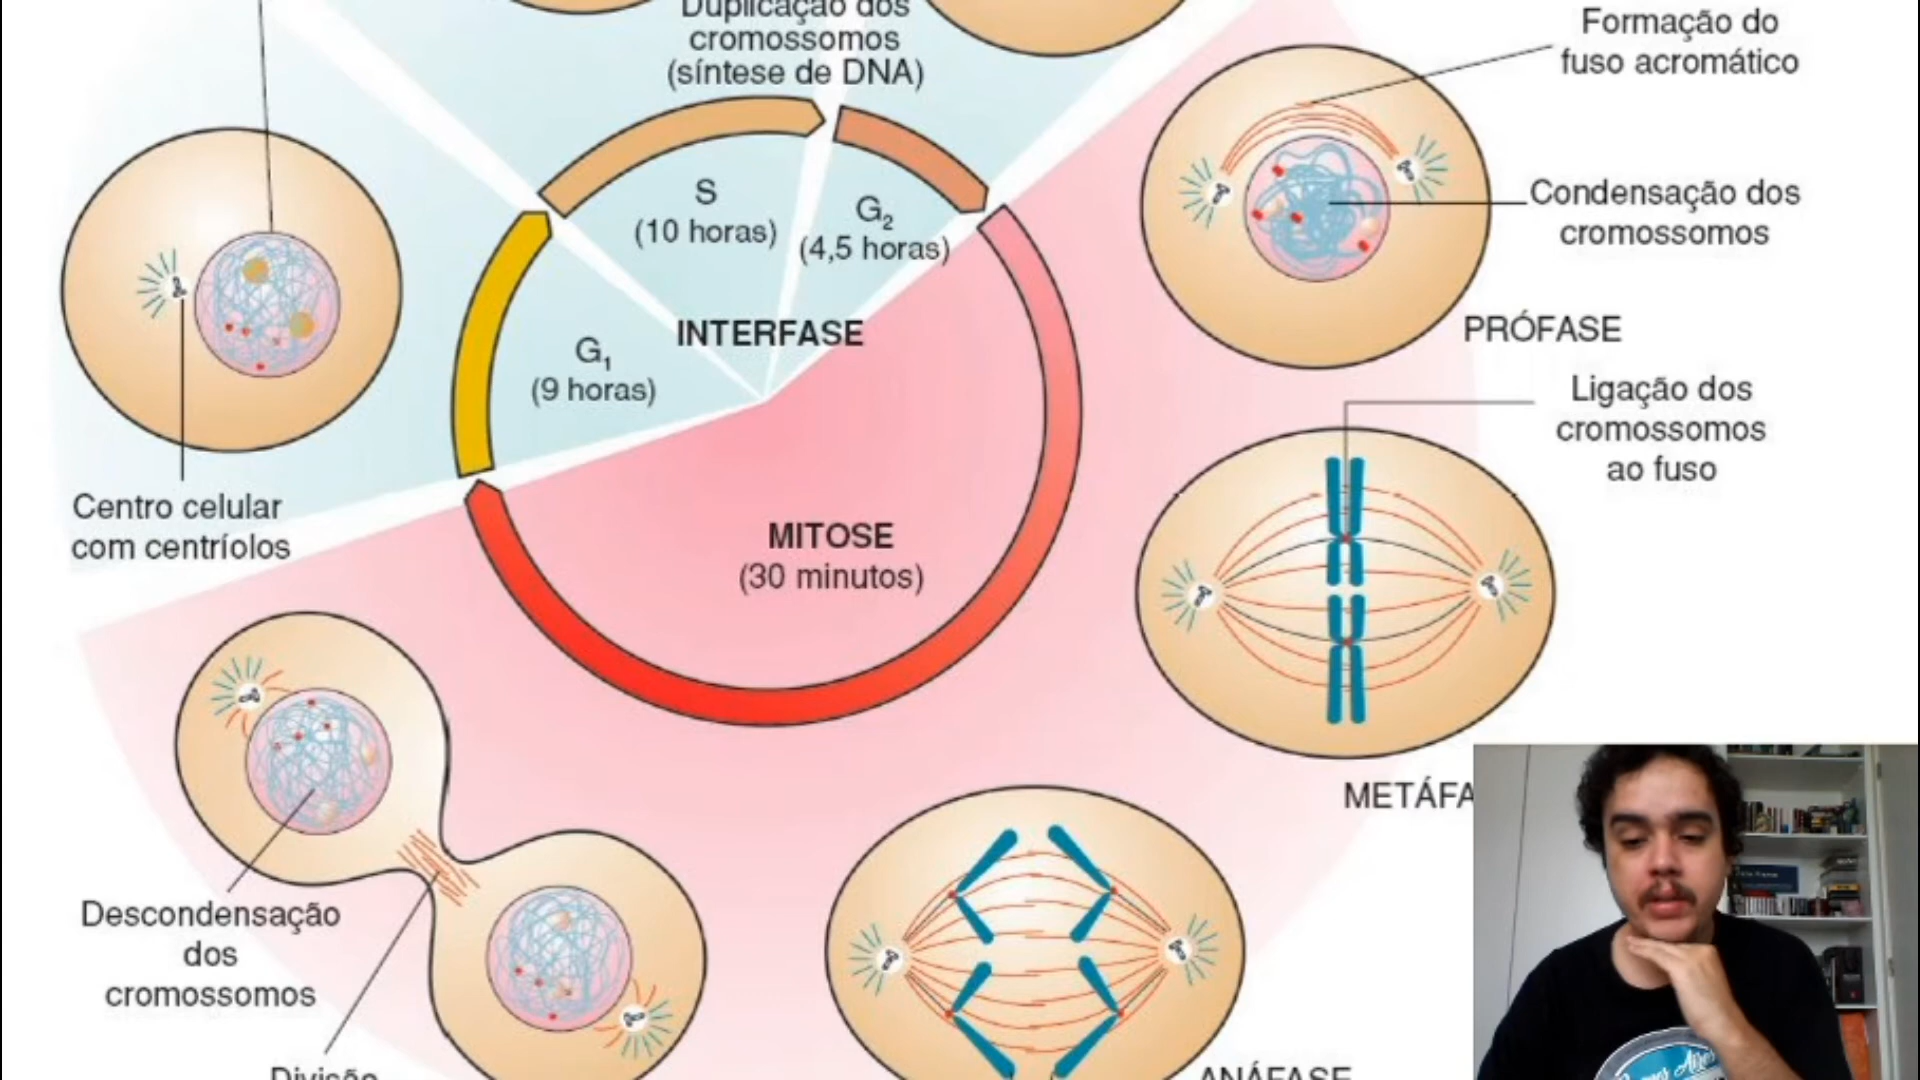 Duplicação dos
cromossomos
(síntese de DNA)
Formação do
fuso acromático
S
(10 horas)
G2
(4,5 horas)
Condensação dos
cromossomos
INTERFASE
PRÓFASE
G1
(9 horas)
Ligação dos
cromossomos
ao fuso
Centro celular
com centríolos
MITOSE
(30 minutos)
METÁFA
Descondensação
dos
cromossomos
Divisão
ANÁFASE